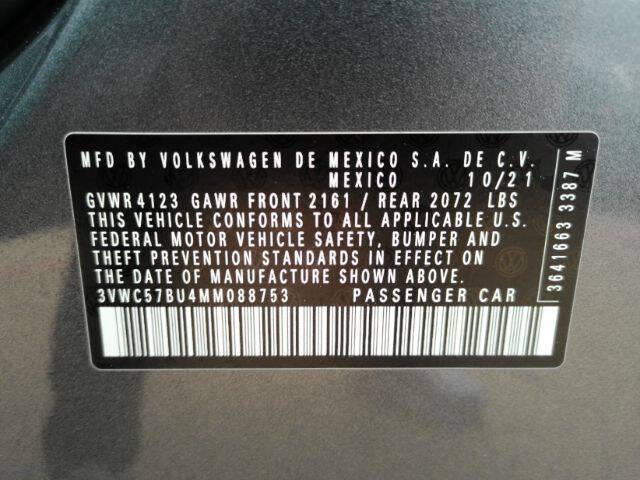 MFD BY VOLKSWAGEN DE MEXICO S.A. DE C.V.
MEXICO 10/21
GVWR 4123 GAWR FRONT 2161 / REAR 2072 LBS
THIS VEHICLE CONFORMS TO ALL APPLICABLE U.S.
FEDERAL MOTOR VEHICLE SAFETY, BUMPER AND
THEFT PREVENTION STANDARDS IN EFFECT ON
THE DATE OF MANUFACTURE SHOWN ABOVE.
3VWC57BU4MM088753 PASSENGER CAR
3641663 3387 M